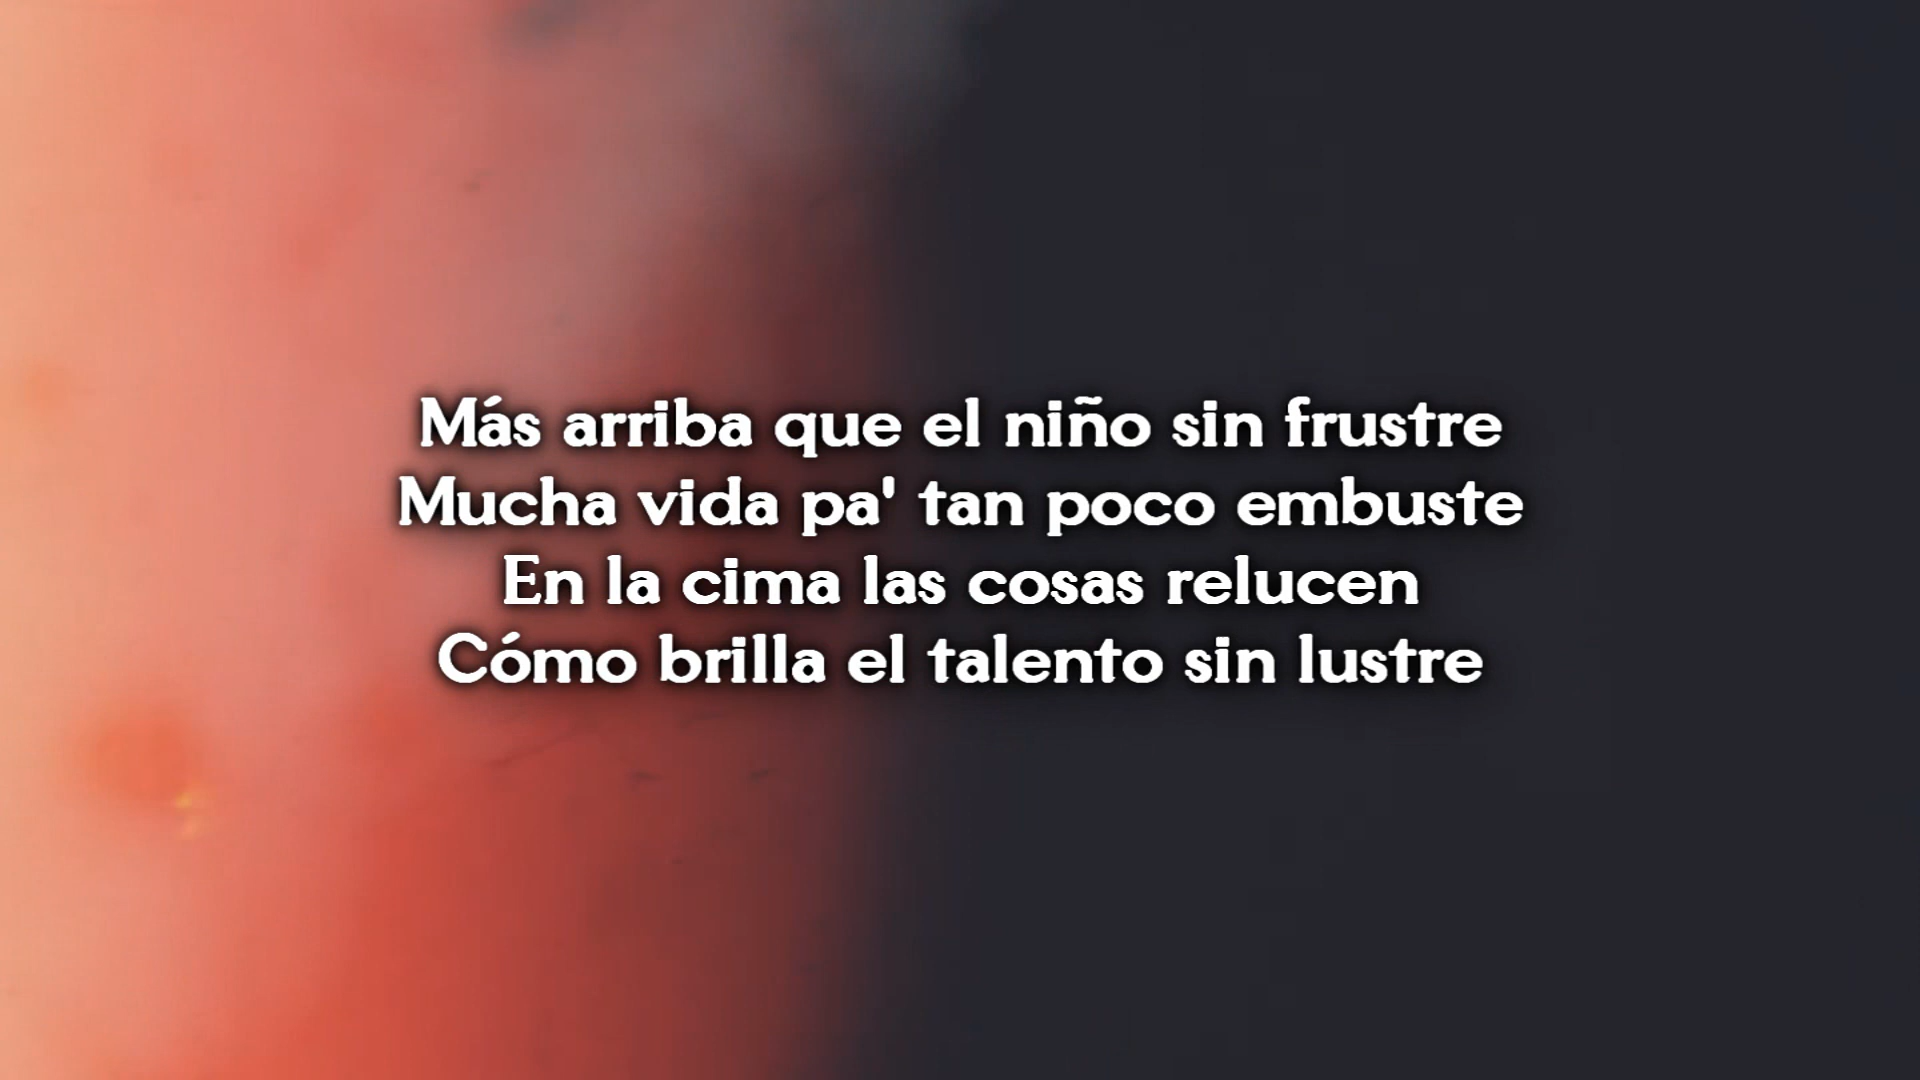 Más arriba que el niño sin frustre
Mucha vida pa' tan poco embuste
En la cima las cosas relucen
Cómo brilla el talento sin lustre